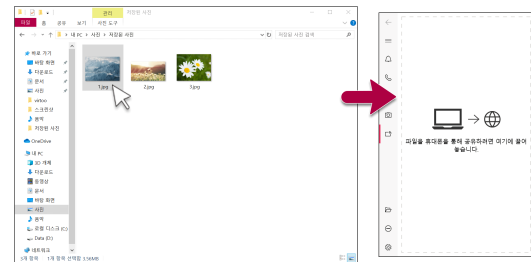 관리
저장된 사진
파일
홈
공유
보기
사진 도구
내 PC › 사진 › 저장된 사진
저장된 사진 검색
바로 가기
바탕 화면
다운로드
문서
사진
virtoo
스크린샷
음악
저장된 사진
OneDrive
내 PC
3D 개체
다운로드
동영상
문서
바탕 화면
사진
음악
로컬 디스크 (C:)
Data (D:)
네트워크
1.jpg
2.jpg
3.jpg
3개 항목
1개 항목 선택함 3.56MB
파일을 휴대폰을 통해 공유하려면 여기에 끌어
놓습니다.